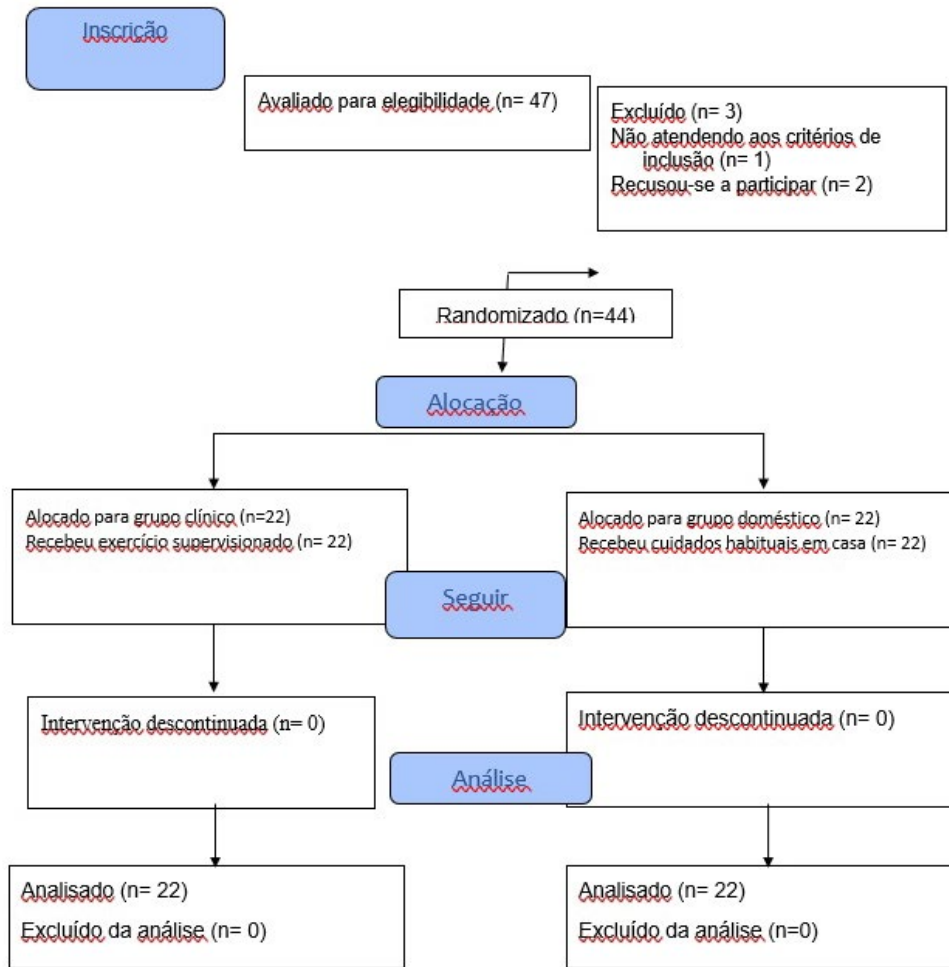 Inscrição
Avaliado para elegibilidade (n= 47)
Excluído (n= 3)
Não atendendo aos critérios de
inclusão (n= 1)
Recusou-se a participar (n= 2)
Randomizado (n=44)
Alocação
Alocado para grupo clínico (n=22)
Recebeu exercício supervisionado (n= 22)
Alocado para grupo doméstico (n= 22)
Recebeu cuidados habituais em casa (n= 22)
Seguir
Intervenção descontinuada (n= 0)
Intervenção descontinuada (n= 0)
Análise
Analisado (n= 22)
Excluído da análise (n= 0)
Analisado (n= 22)
Excluído da análise (n=0)